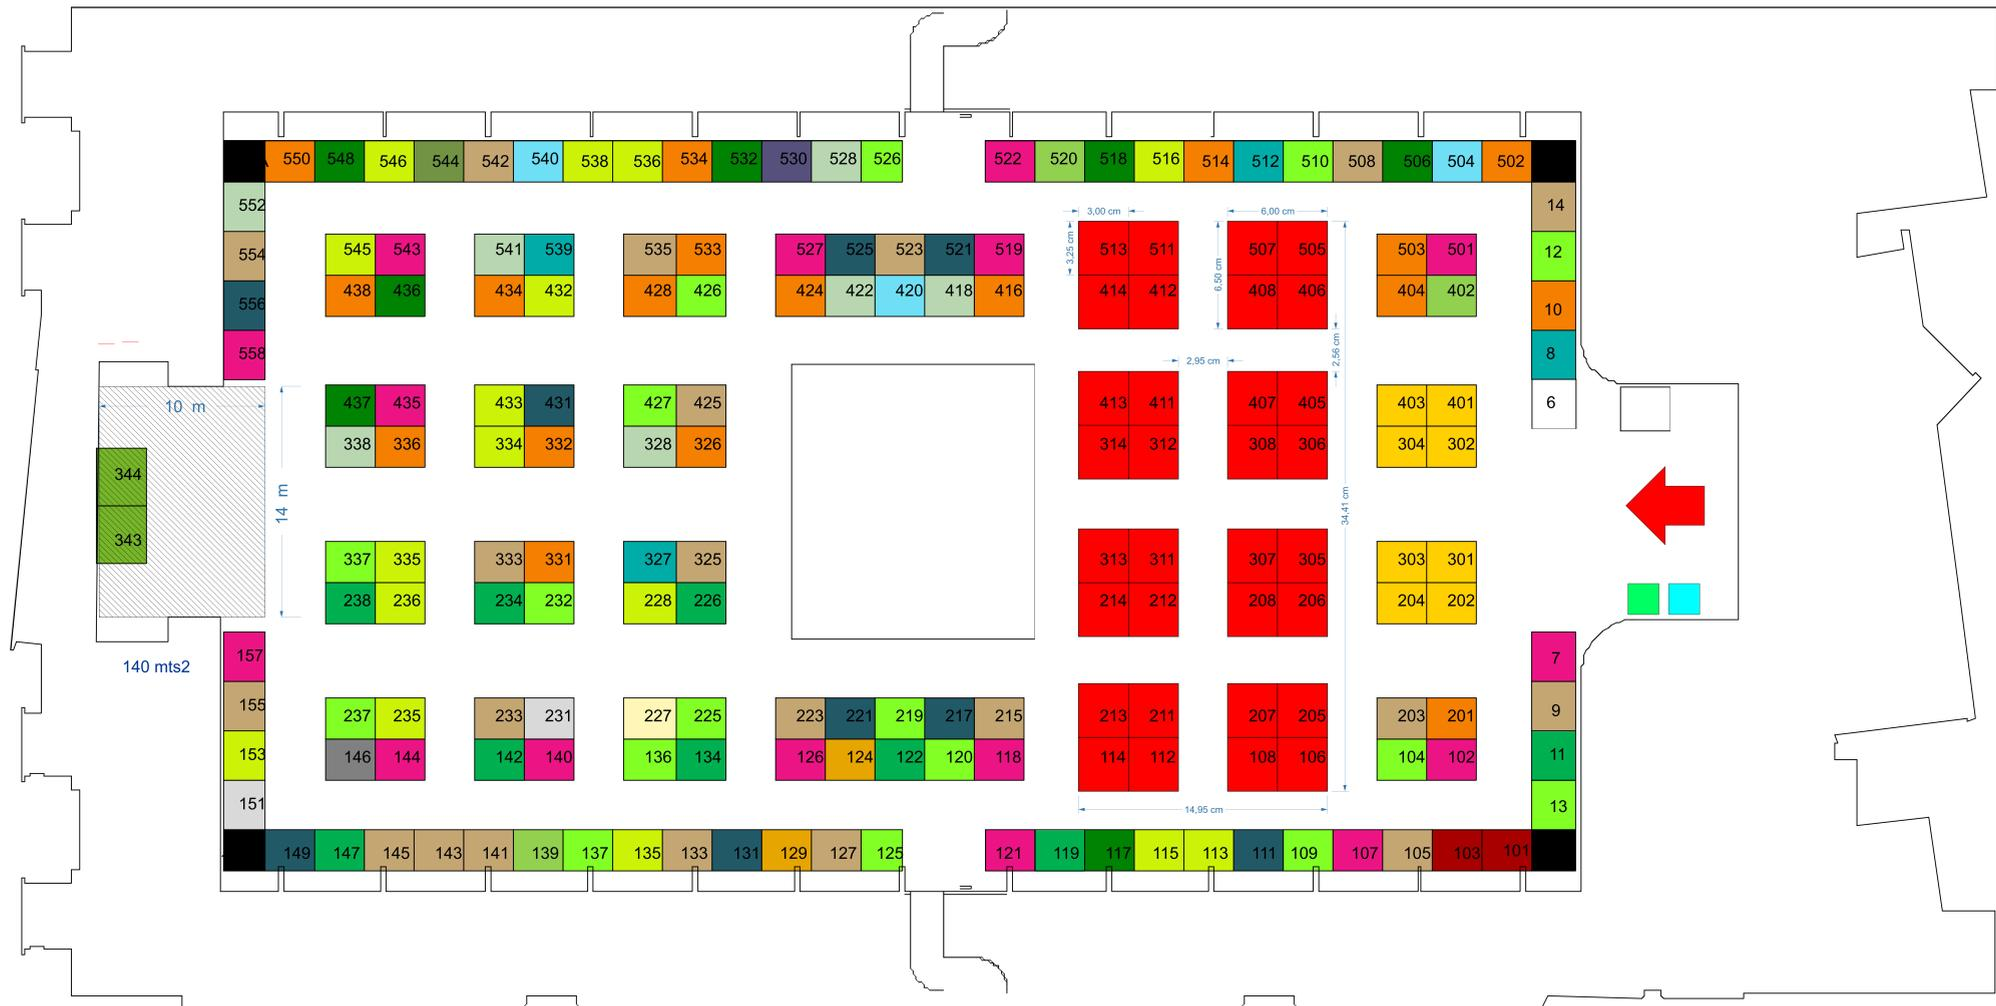 550 548 546 544 542 540 538 536 534 532 530 528 526 522 520 518 516 514 512 510 508 506 504 502
552 14
3,00 cm 6,00 cm
554 545 543 541 539 535 533 527 525 523 521 519 3,25 cm 513 511 507 505 503 501 12
556 438 436 434 432 428 426 424 422 420 418 416 414 412 6,50 cm 408 406 404 402 10
558 2,95 cm 2,56 cm 8
10 m 437 435 433 431 427 425 413 411 407 405 403 401 6
338 336 334 332 328 326 314 312 308 306 304 302
344
14 m 34,41 cm
343
337 335 333 331 327 325 313 311 307 305 303 301
238 236 234 232 228 226 214 212 208 206 204 202
140 mts2 157 7
155 237 235 233 231 227 225 223 221 219 217 215 213 211 207 205 203 201 9
153 146 144 142 140 136 134 126 124 122 120 118 114 112 108 106 104 102 11
151 14,95 cm 13
149 147 145 143 141 139 137 135 133 131 129 127 125 121 119 117 115 113 111 109 107 105 103 101